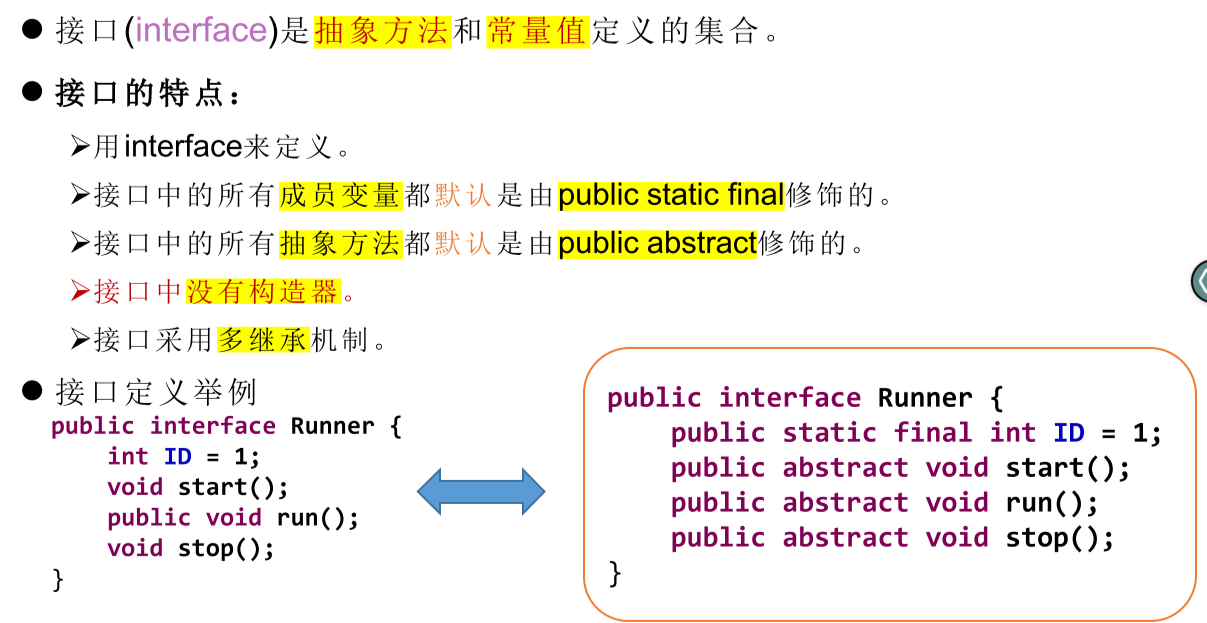 ● 接口(interface)是抽象方法和常量值定义的集合。
● 接口的特点：
➢用interface来定义。
➢接口中的所有成员变量都默认是由public static final修饰的。
➢接口中的所有抽象方法都默认是由public abstract修饰的。
➢接口中没有构造器。
➢接口采用多继承机制。
● 接口定义举例
public interface Runner {
int ID = 1;
void start();
public void run();
void stop();
}
public interface Runner {
public static final int ID = 1;
public abstract void start();
public abstract void run();
public abstract void stop();
}